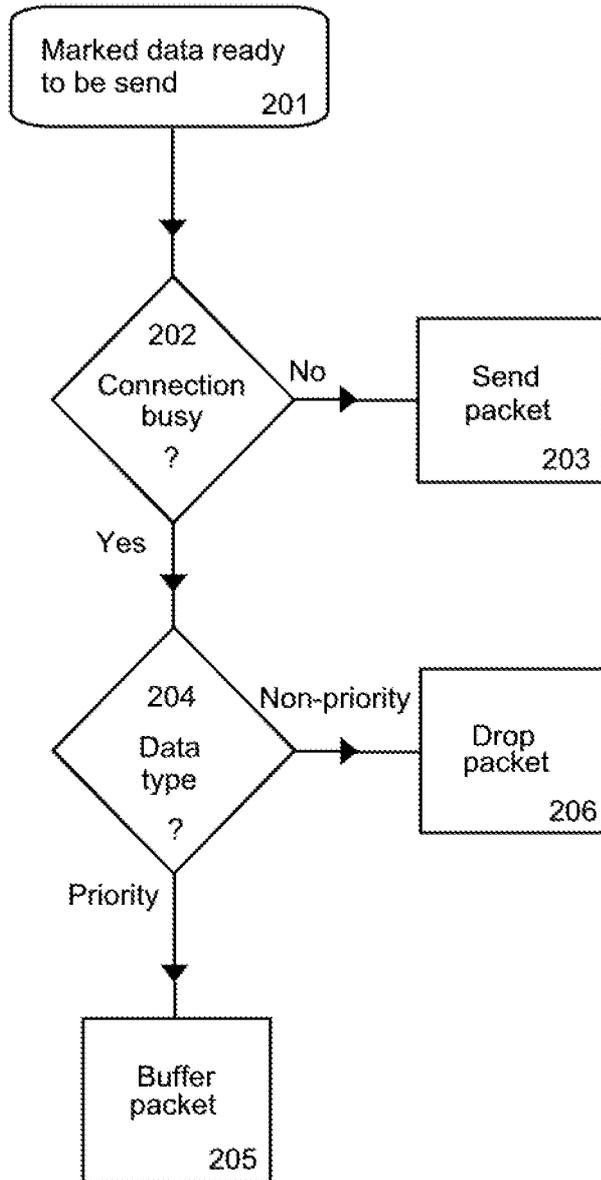 Marked data ready
to be send
201
202
Connection
busy
?
No
Send
packet
203
Yes
204
Data
type
?
Non-priority
Drop
packet
206
Priority
Buffer
packet
205